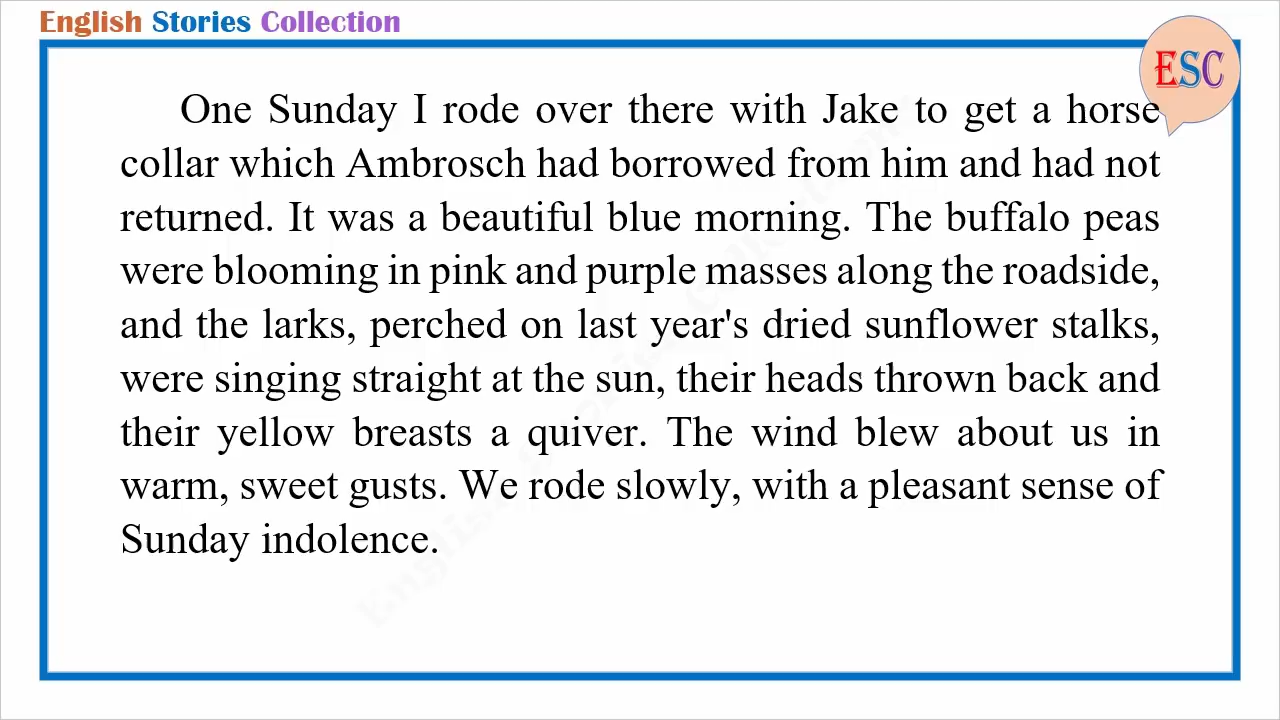 English Stories Collection
ESC
One Sunday I rode over there with Jake to get a horse
collar which Ambrosch had borrowed from him and had not
returned. It was a beautiful blue morning. The buffalo peas
were blooming in pink and purple masses along the roadside,
and the larks, perched on last year's dried sunflower stalks,
were singing straight at the sun, their heads thrown back and
their yellow breasts a quiver. The wind blew about us in
warm, sweet gusts. We rode slowly, with a pleasant sense of
Sunday indolence.